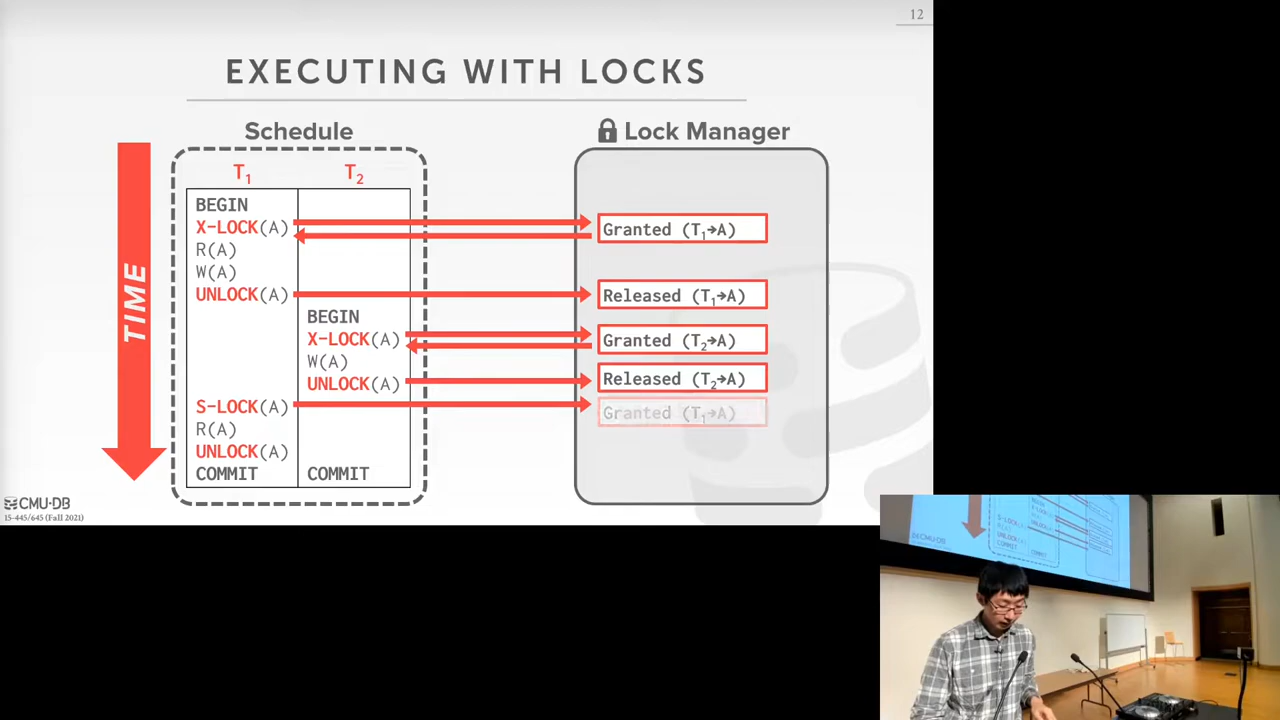 12
EXECUTING WITH LOCKS
Schedule
Lock Manager
TIME
T1
T2
BEGIN
X-LOCK(A)
R(A)
W(A)
UNLOCK(A)
BEGIN
X-LOCK(A)
W(A)
UNLOCK(A)
S-LOCK(A)
R(A)
UNLOCK(A)
COMMIT
COMMIT
Granted (T1→A)
Released (T1→A)
Granted (T2→A)
Released (T2→A)
Granted (T1→A)
CMU·DB
15-445/645 (Fall 2021)